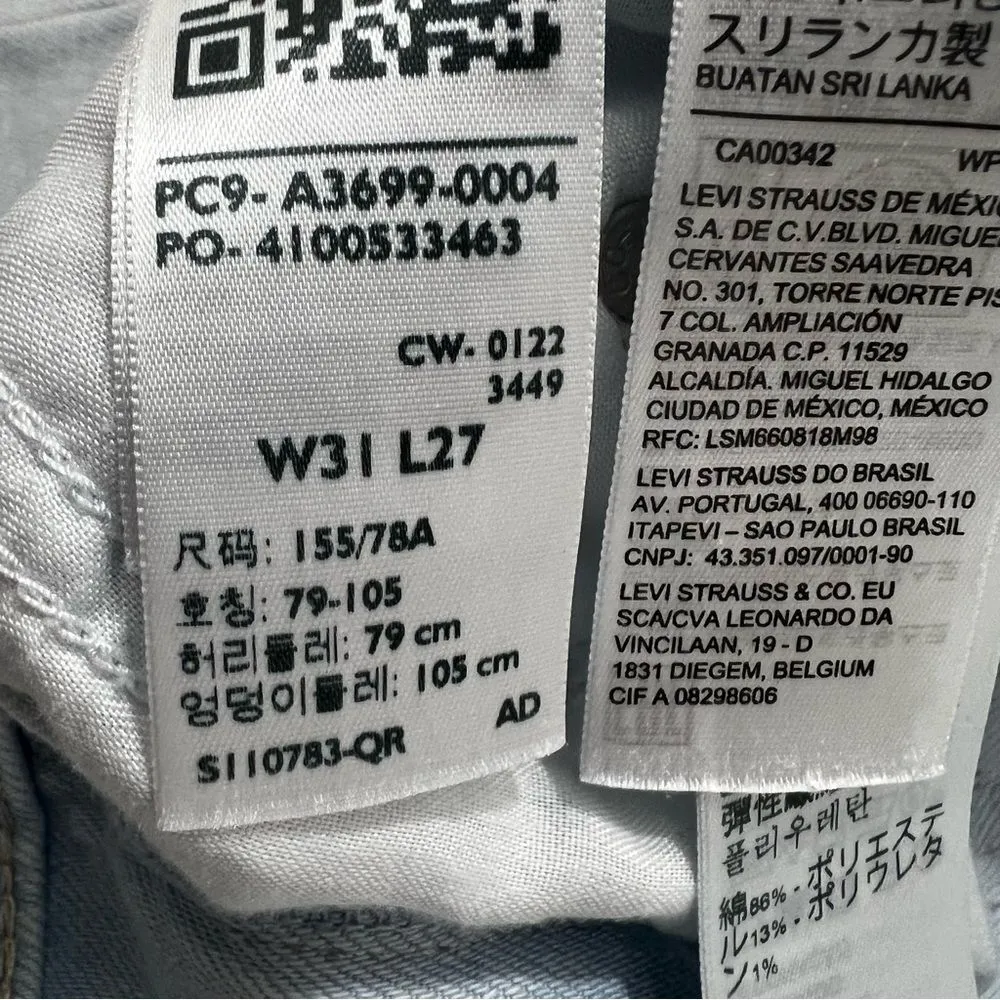 PC9- A3699-0004
PO- 4100533463
CW- 0122
3449
W31 L27
尺码: 155/78A
호칭: 79-105
허리둘레: 79 cm
엉덩이둘레: 105 cm
AD
S110783-QR
スリランカ製
BUATAN SRI LANKA
CA00342
LEVI STRAUSS DE
S.A. DE C.V.BLVD.
CERVANTES SAAVEDRA
NO. 301, TORRE NORTE
7 COL. AMPLIACIÓN
GRANADA C.P. 11529
ALCALDÍA. MIGUEL HIDALGO
CIUDAD DE MÉXICO, MÉXICO
RFC: LSM660818M98
LEVI STRAUSS DO BRASIL
AV. PORTUGAL, 400 06690-110
ITAPEVI – SAO PAULO BRASIL
CNPJ: 43.351.097/0001-90
LEVI STRAUSS & CO. EU
SCA/CVA LEONARDO DA
VINCILAAN, 19 - D
1831 DIEGEM, BELGIUM
CIF A 08298606
폴리우레탄
綿86% - ポリエステ
ル13% - ポリウレタ
ン1%